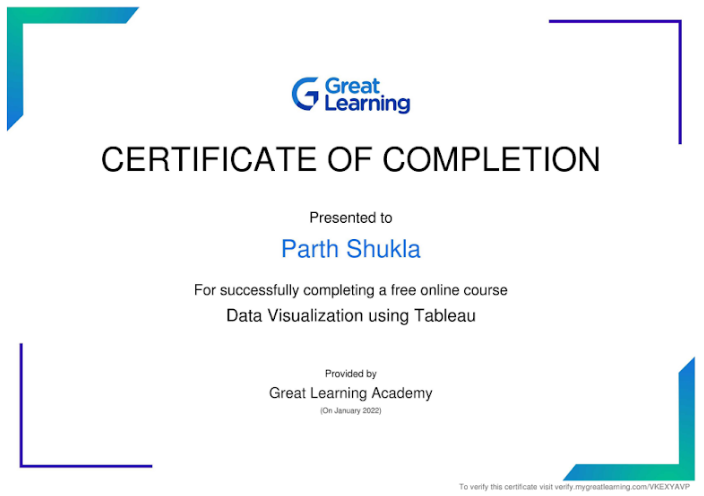 Great
Learning
CERTIFICATE OF COMPLETION
Presented to
Parth Shukla
For successfully completing a free online course
Data Visualization using Tableau
Provided by
Great Learning Academy
(On January 2022)
To verify this certificate visit verify.mygreatlearning.com/VKEXYAVP